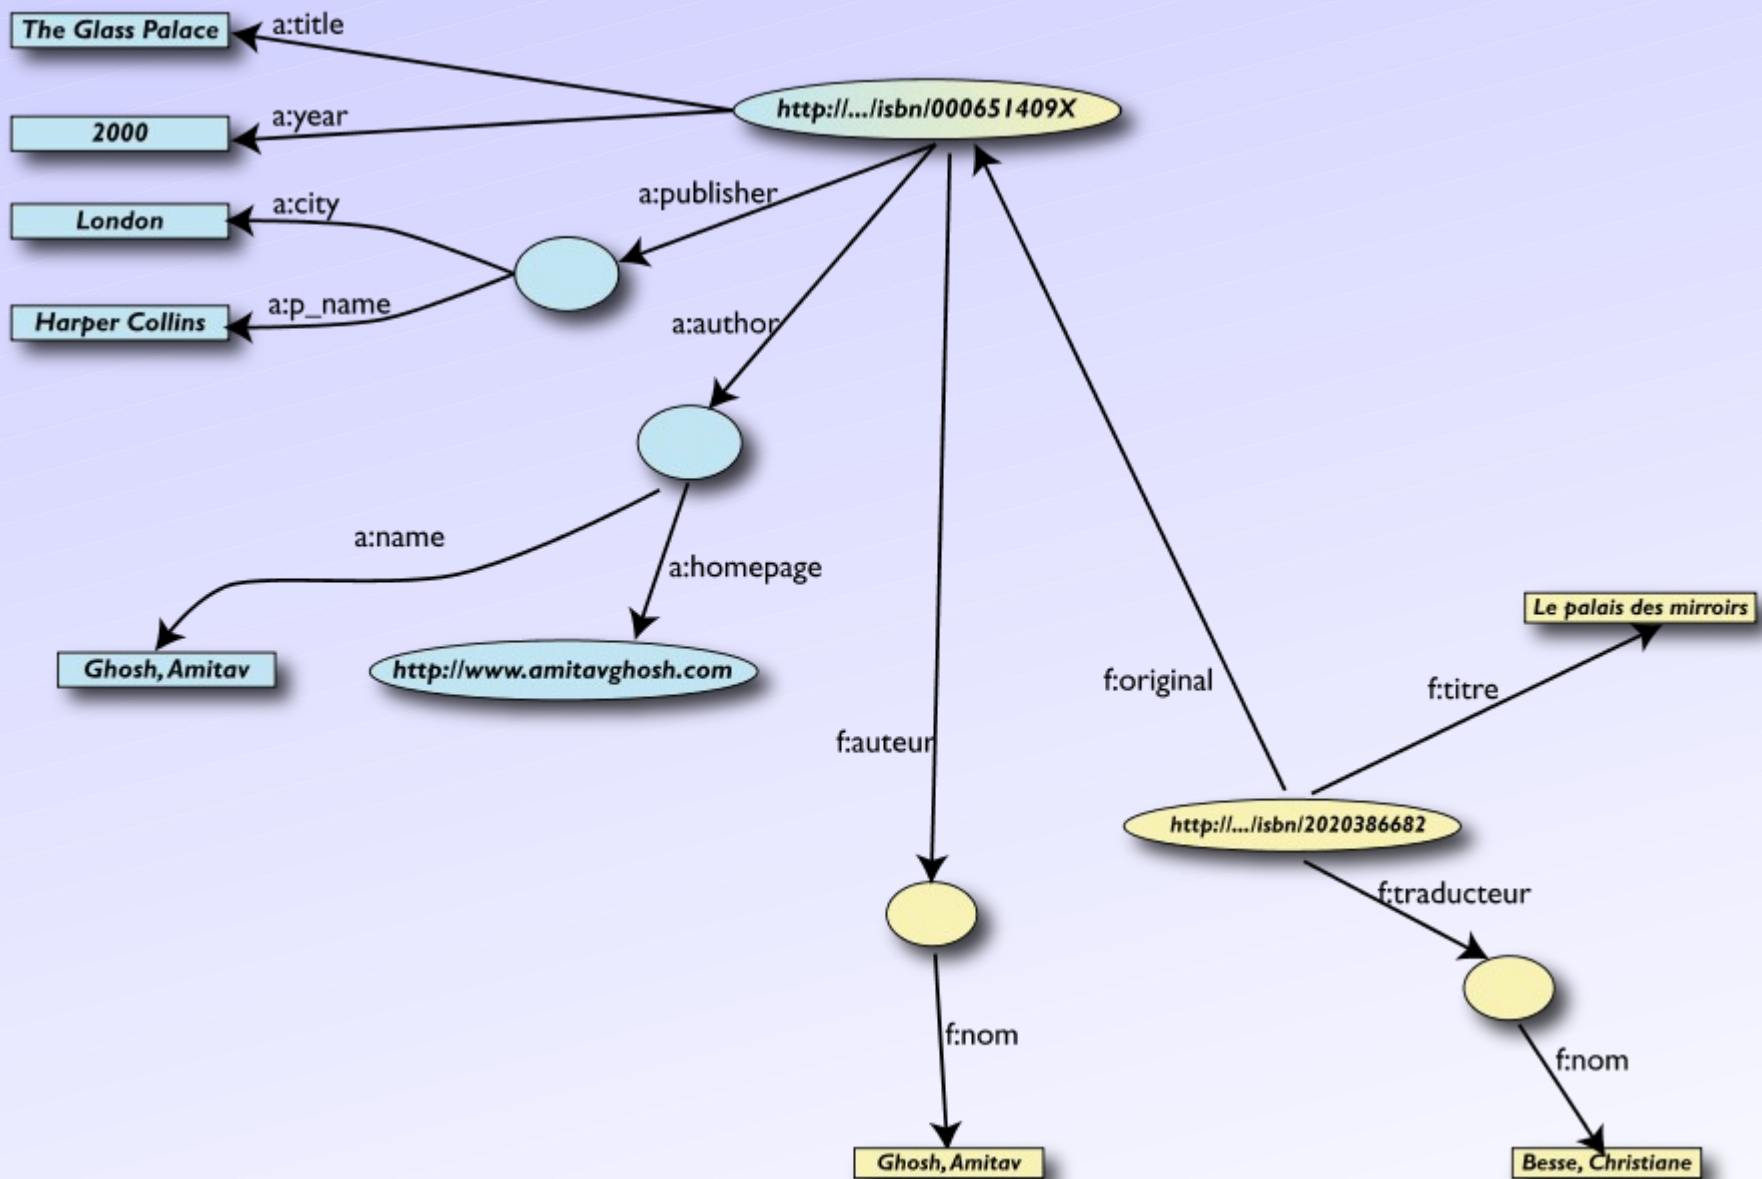 The Glass Palace
a:title
http://.../isbn/000651409X
2000
a:year
London
a:city
a:publisher
Harper Collins
a:p_name
a:author
a:name
a:homepage
Ghosh, Amitav
http://www.amitavghosh.com
Le palais des mirroirs
f:original
f:titre
f:auteur
http://.../isbn/2020386682
f:traducteur
f:nom
f:nom
Ghosh, Amitav
Besse, Christiane